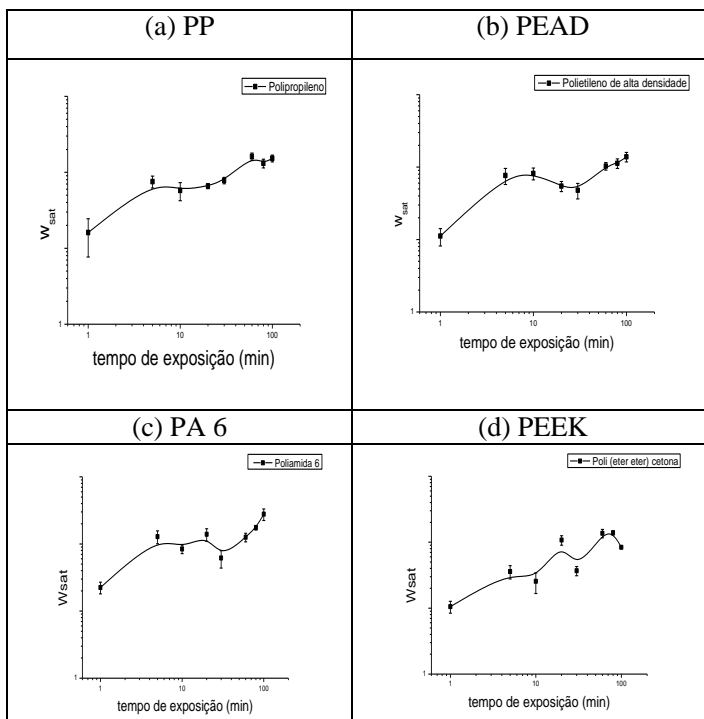 (a) PP
(b) PEAD
Polipropileno
W_sat
1
1
10
100
tempo de exposição (min)
Polietileno de alta densidade
W_sat
1
1
10
100
tempo de exposição (min)
(c) PA 6
(d) PEEK
Poliamida 6
Wsat
1
1
10
100
tempo de exposição (min)
Poli (eter eter) cetona
Wsat
1
1
10
100
tempo de exposição (min)